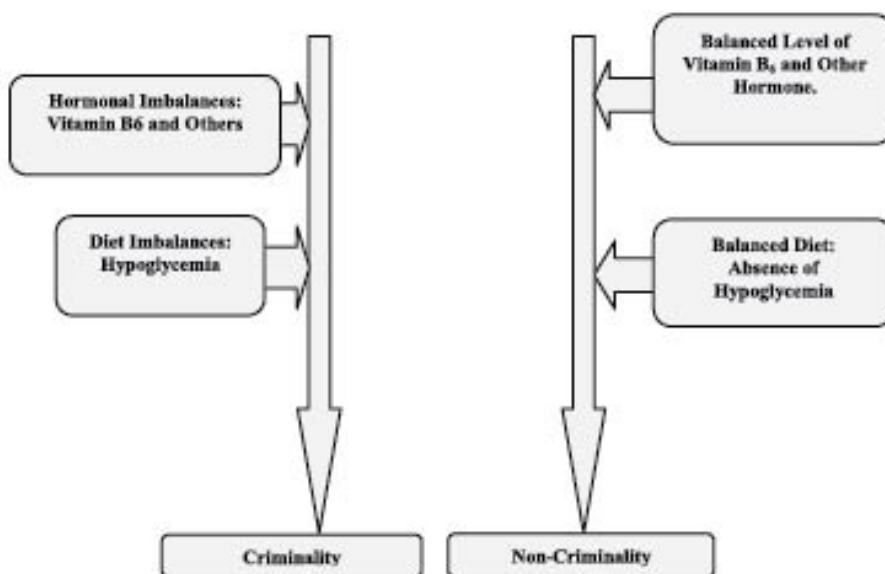 Hormonal Imbalances:
Vitamin B6 and Others
Diet Imbalances:
Hypoglycemia
Criminality
Balanced Level of
Vitamin B₆ and Other
Hormone.
Balanced Diet:
Absence of
Hypoglycemia
Non-Criminality